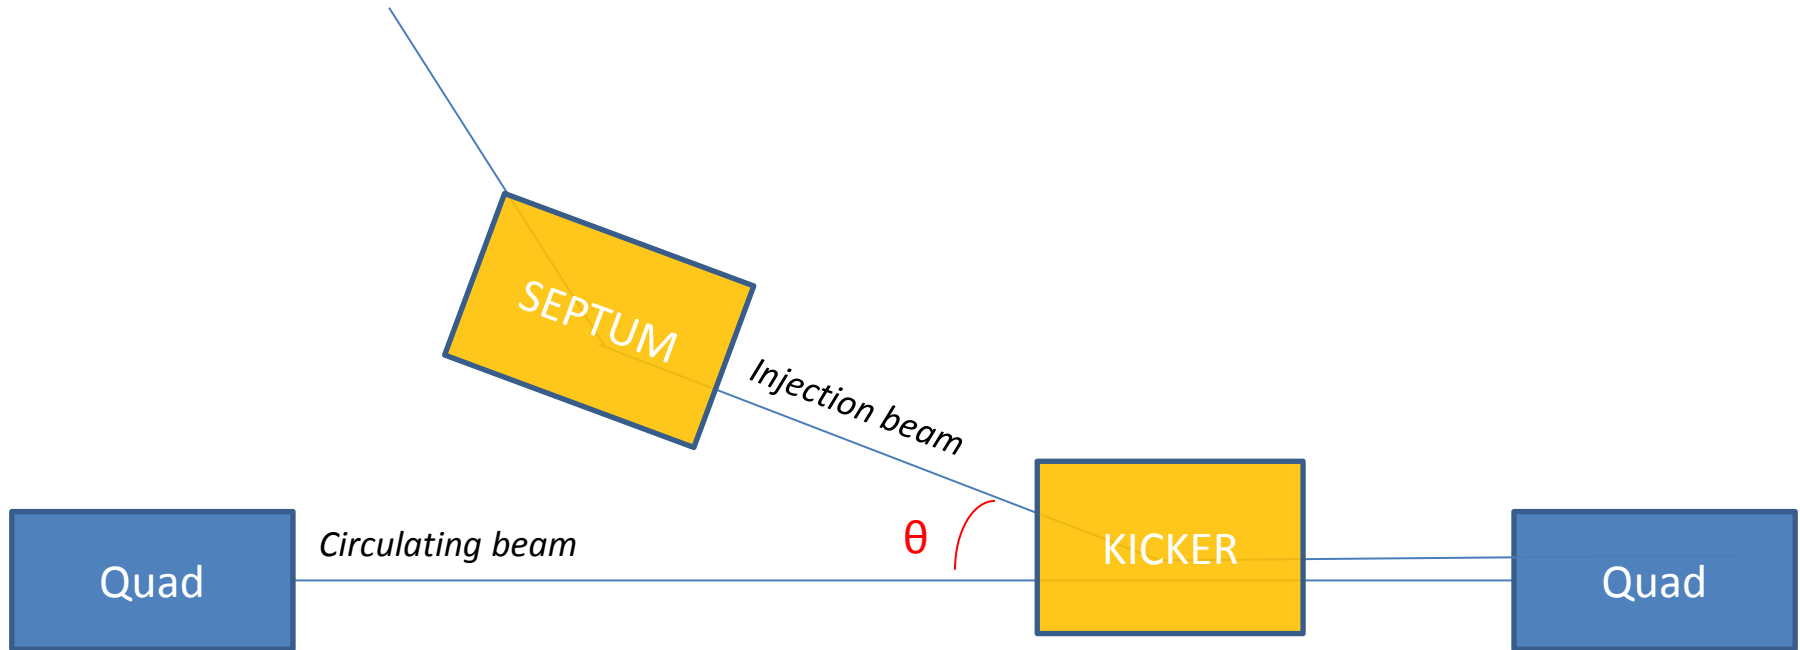 SEPTUM
Injection beam
Circulating beam
θ
KICKER
Quad
Quad